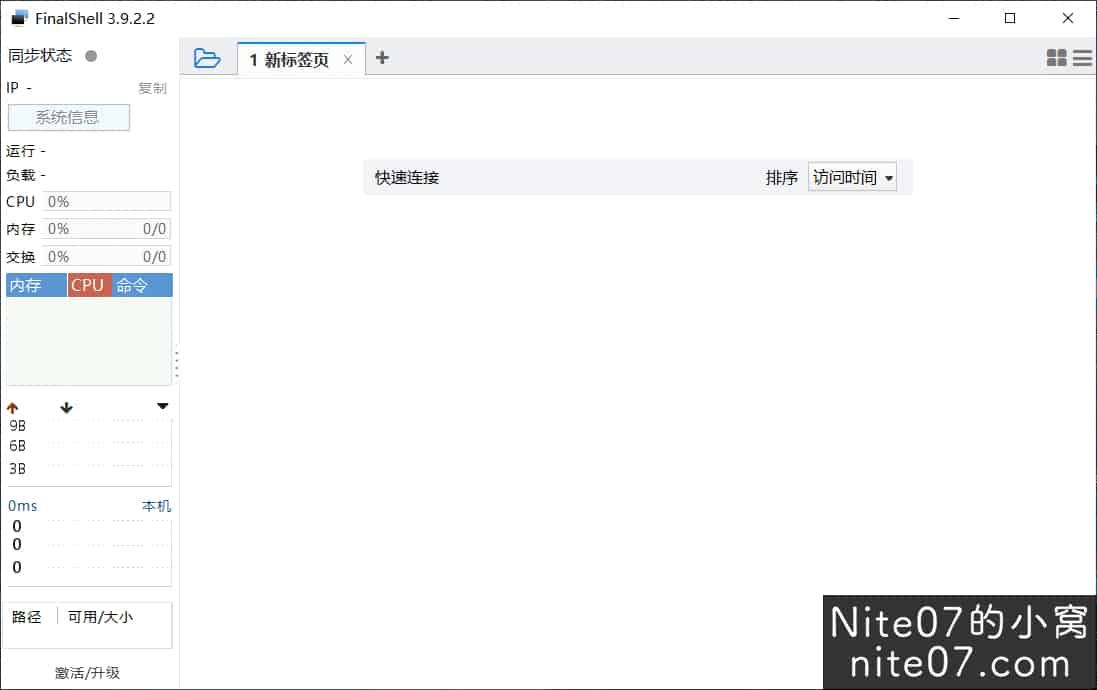 FinalShell 3.9.2.2
同步状态
IP - 复制
系统信息
运行 -
负载 -
CPU 0%
内存 0% 0/0
交换 0% 0/0
内存 CPU 命令
9B
6B
3B
0ms 本机
0
0
0
路径 可用/大小
激活/升级
1 新标签页
快速连接 排序 访问时间
Nite07的小窝
nite07.com